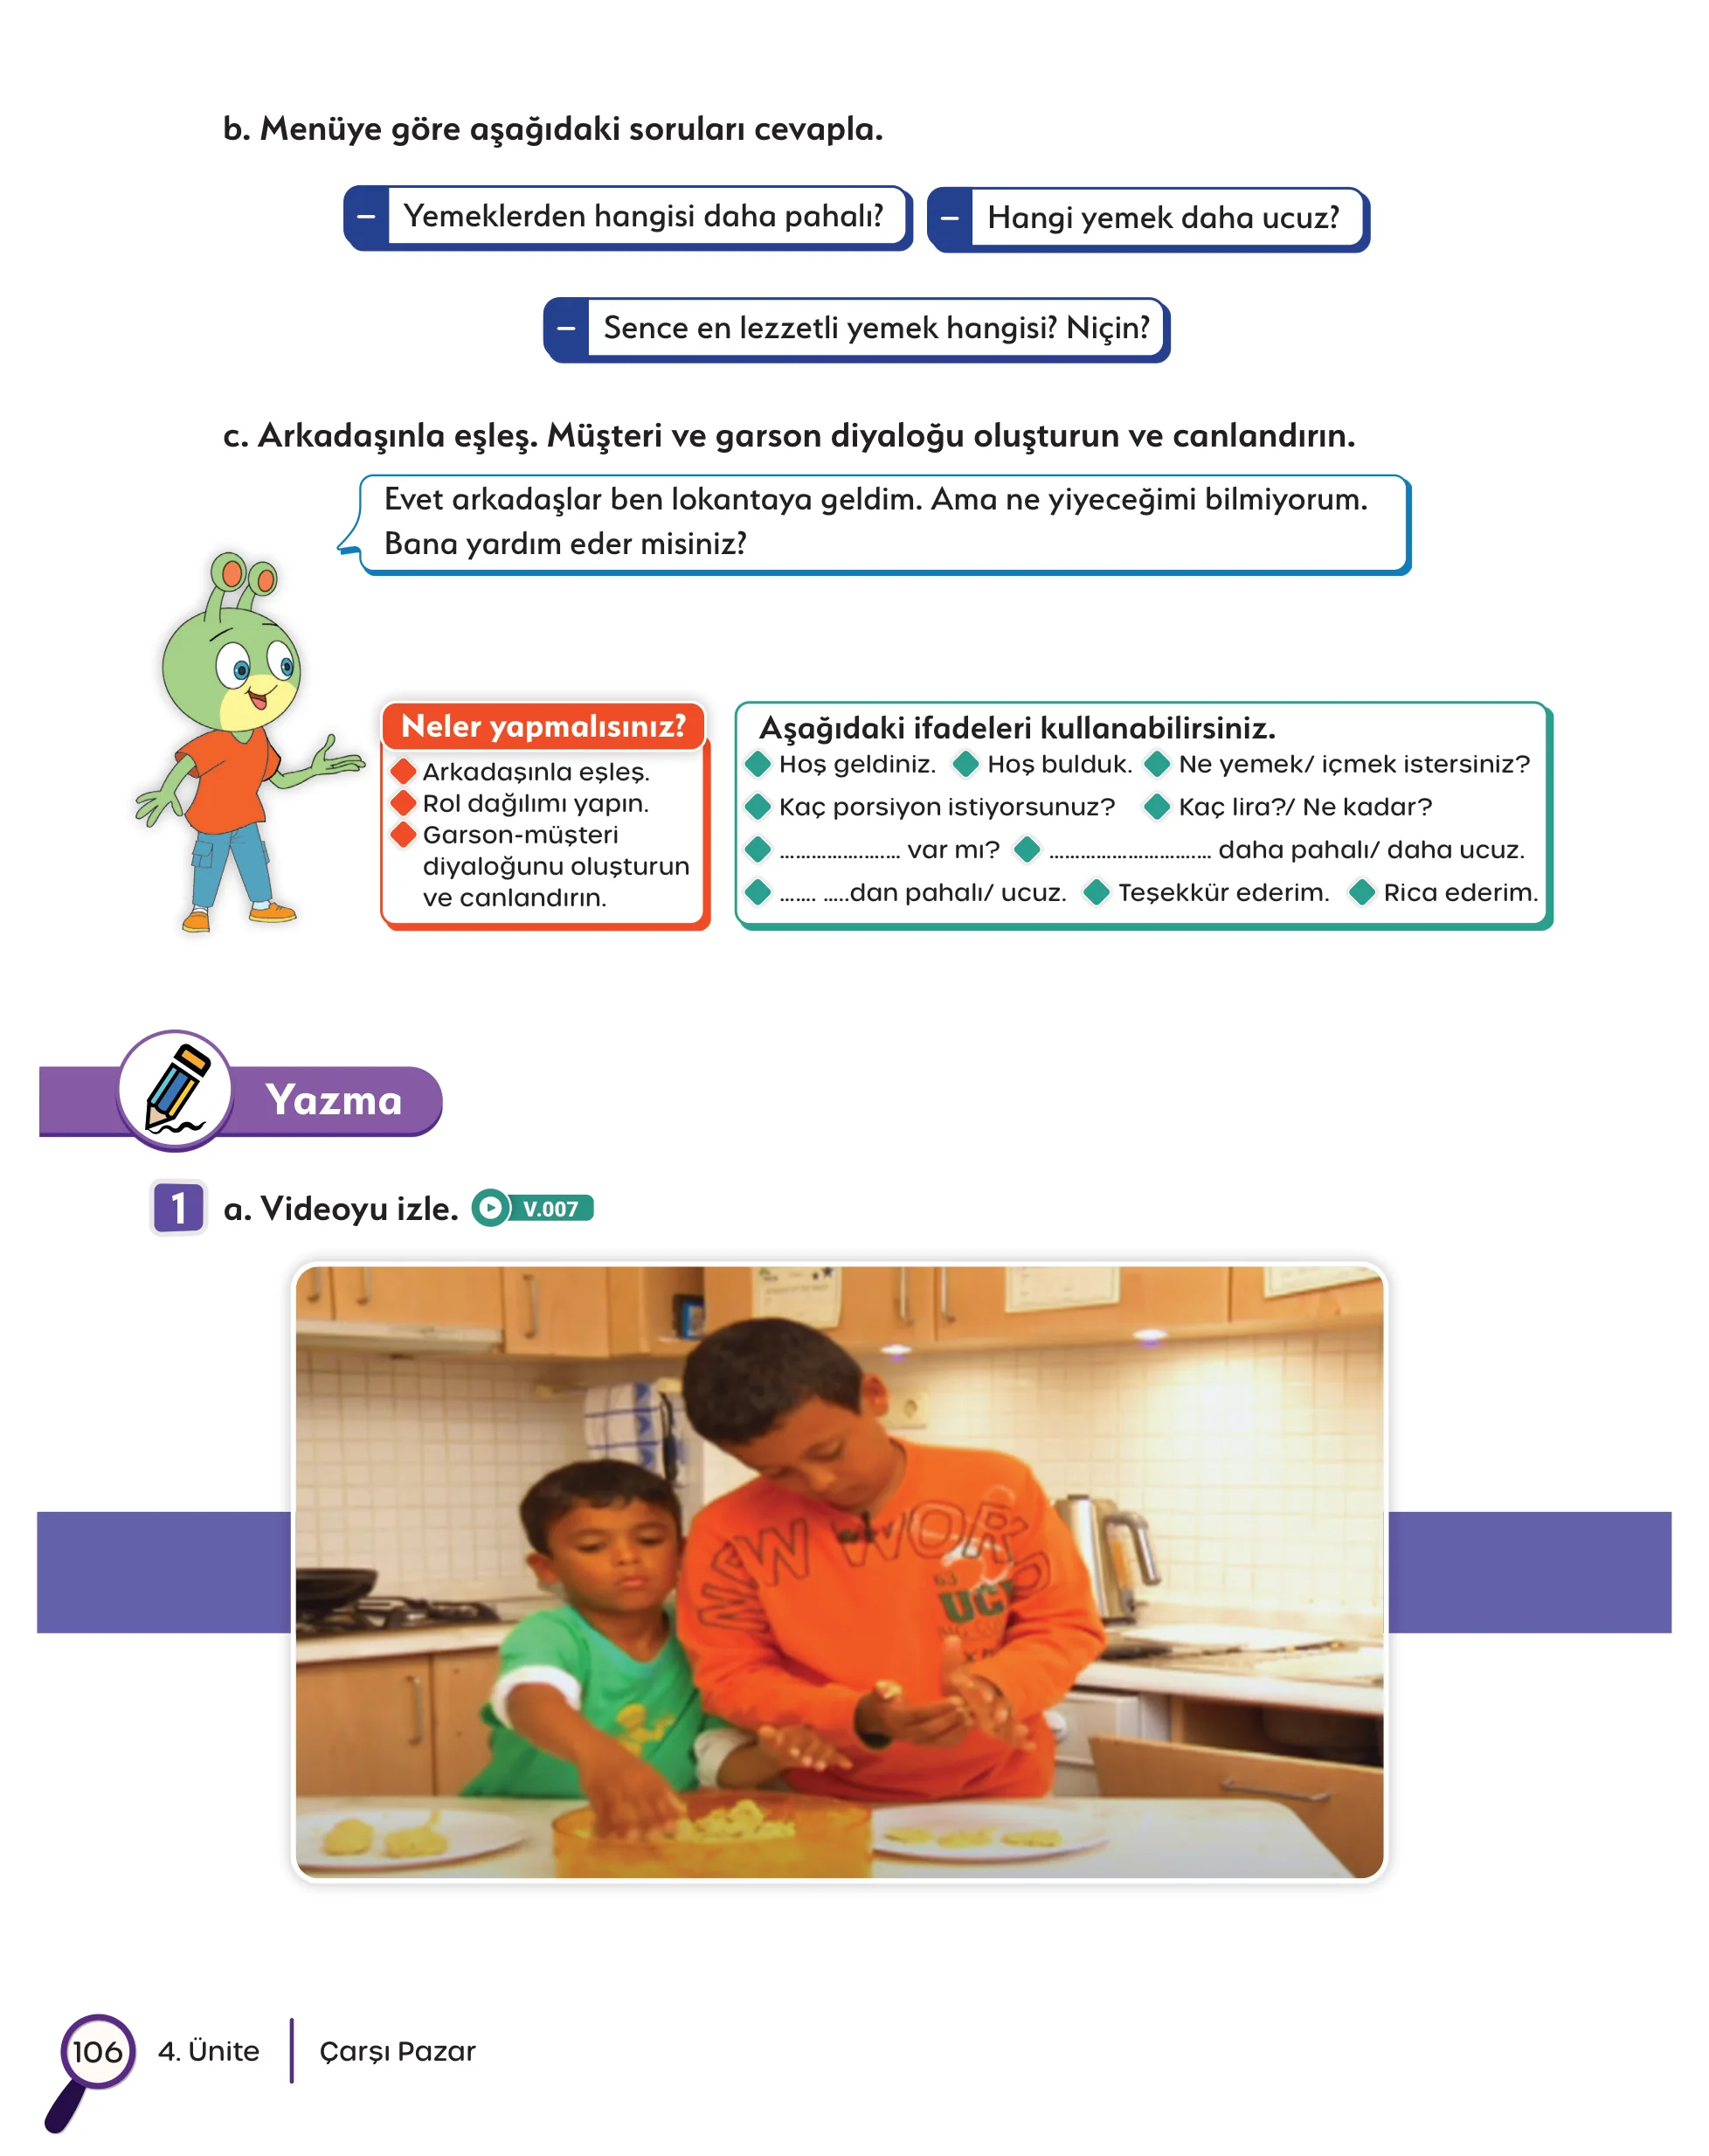 b. Menüye göre aşağıdaki soruları cevapla.
– Yemeklerden hangisi daha pahalı?
– Hangi yemek daha ucuz?
– Sence en lezzetli yemek hangisi? Niçin?
c. Arkadaşınla eşleş. Müşteri ve garson diyaloğu oluşturun ve canlandırın.
Evet arkadaşlar ben lokantaya geldim. Ama ne yiyeceğimi bilmiyorum.
Bana yardım eder misiniz?
Neler yapmalısınız?
Arkadaşınla eşleş.
Rol dağılımı yapın.
Garson-müşteri
diyaloğunu oluşturun
ve canlandırın.
Aşağıdaki ifadeleri kullanabilirsiniz.
Hoş geldiniz. Hoş bulduk. Ne yemek/ içmek istersiniz?
Kaç porsiyon istiyorsunuz? Kaç lira?/ Ne kadar?
...................... var mı? ............................. daha pahalı/ daha ucuz.
....... .....dan pahalı/ ucuz. Teşekkür ederim. Rica ederim.
Yazma
1 a. Videoyu izle. V.007
NEW WORD
UCI
106 4. Ünite Çarşı Pazar